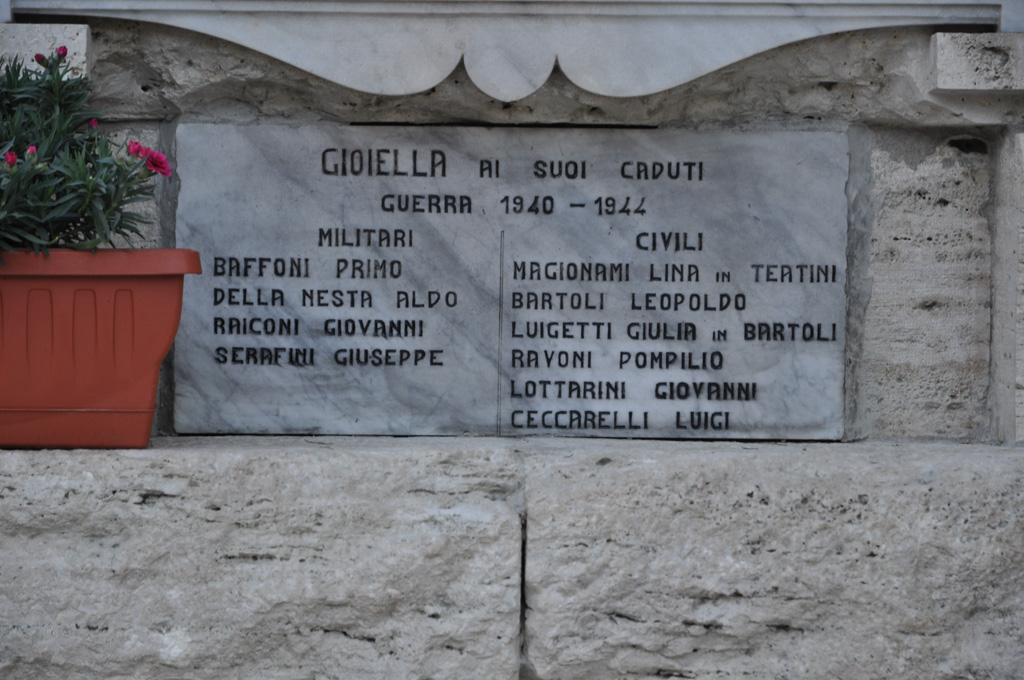 GIOIELLA AI SUOI CADUTI
GUERRA 1940 - 1944
MILITARI
BAFFONI PRIMO
DELLA NESTA ALDO
RAICONI GIOVANNI
SERAFINI GIUSEPPE
CIVILI
MAGIONAMI LINA in TEATINI
BARTOLI LEOPOLDO
LUIGETTI GIULIA in BARTOLI
RAVONI POMPILIO
LOTTARINI GIOVANNI
CECCARELLI LUIGI